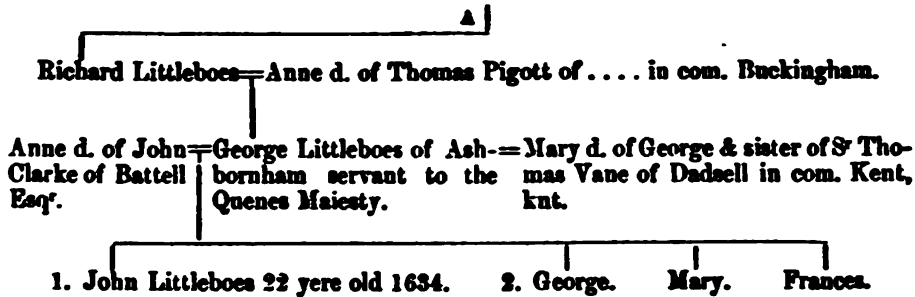 A
Richard Littleboes=Anne d. of Thomas Pigott of .... in com. Buckingham.
Anne d. of John=George Littleboes of Ash-=Mary d. of George & sister of Sr Tho-
Clarke of Battell bornham servant to the mas Vane of Dadsell in com. Kent,
Esqr. Quenes Maiesty. knt.
1. John Littleboes 22 yere old 1634. 2. George. Mary. Frances.